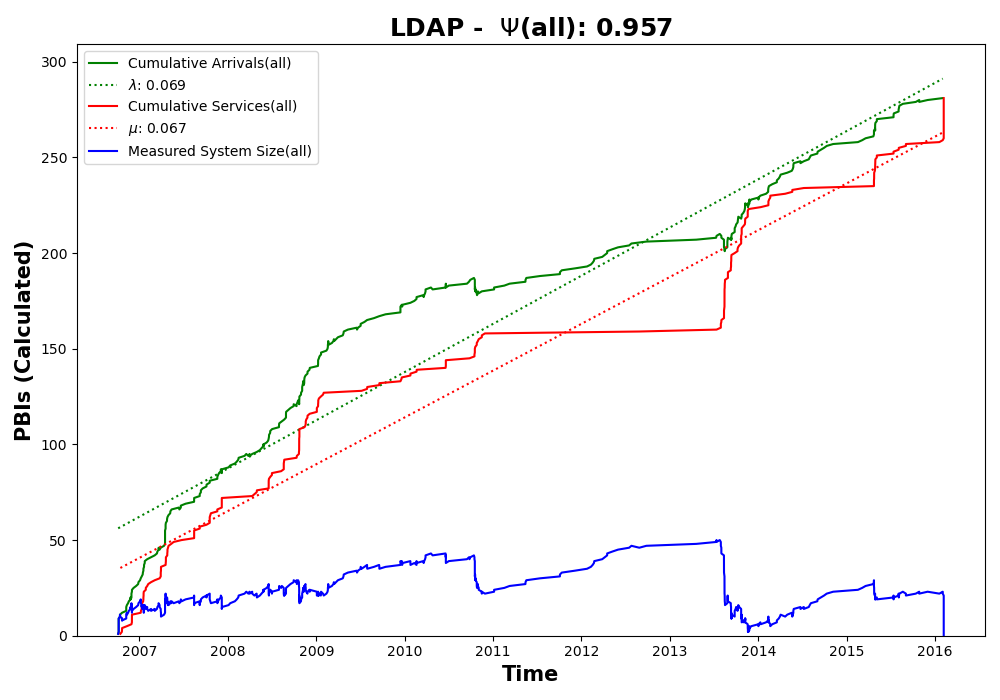 LDAP - Ψ(all): 0.957
Cumulative Arrivals(all)
λ: 0.069
Cumulative Services(all)
μ: 0.067
Measured System Size(all)
300
250
200
150
100
50
0
PBIs (Calculated)
2007 2008 2009 2010 2011 2012 2013 2014 2015 2016
Time